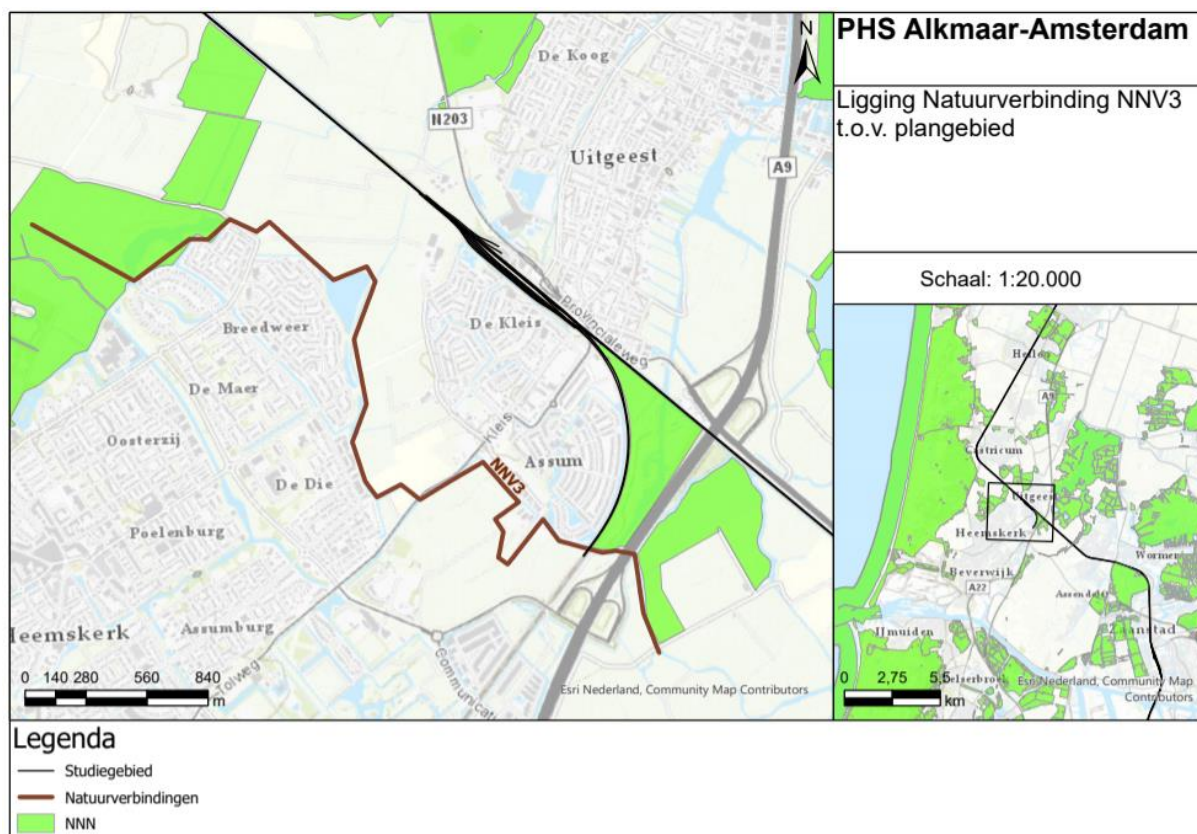 PHS Alkmaar-Amsterdam
Ligging Natuurverbinding NNV3
t.o.v. plangebied
Schaal: 1:20.000
N
De Koog
N203
Uitgeest
A9
Provincialeweg
De Kleis
Breedweer
De Maer
Kleis
Oosterzij
Assum
NNV3
De Die
Poelenburg
Heemskerk
Assumburg
Tolweg
0 140 280 560 840
m
Esri Nederland, Community Map Contributors
A9
Castricum
Uitgeest
Heemskerk
Beverwijk
A22
Assendelft
Zaanstad
IJmuiden
0 2,75 5,5
km
Esri Nederland, Community Map
Contributors
Legenda
Studiegebied
Natuurverbindingen
NNN